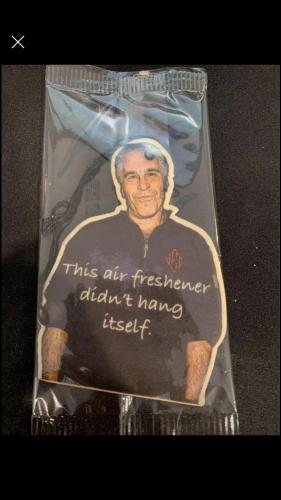 This air freshener
didn't hang
itself.